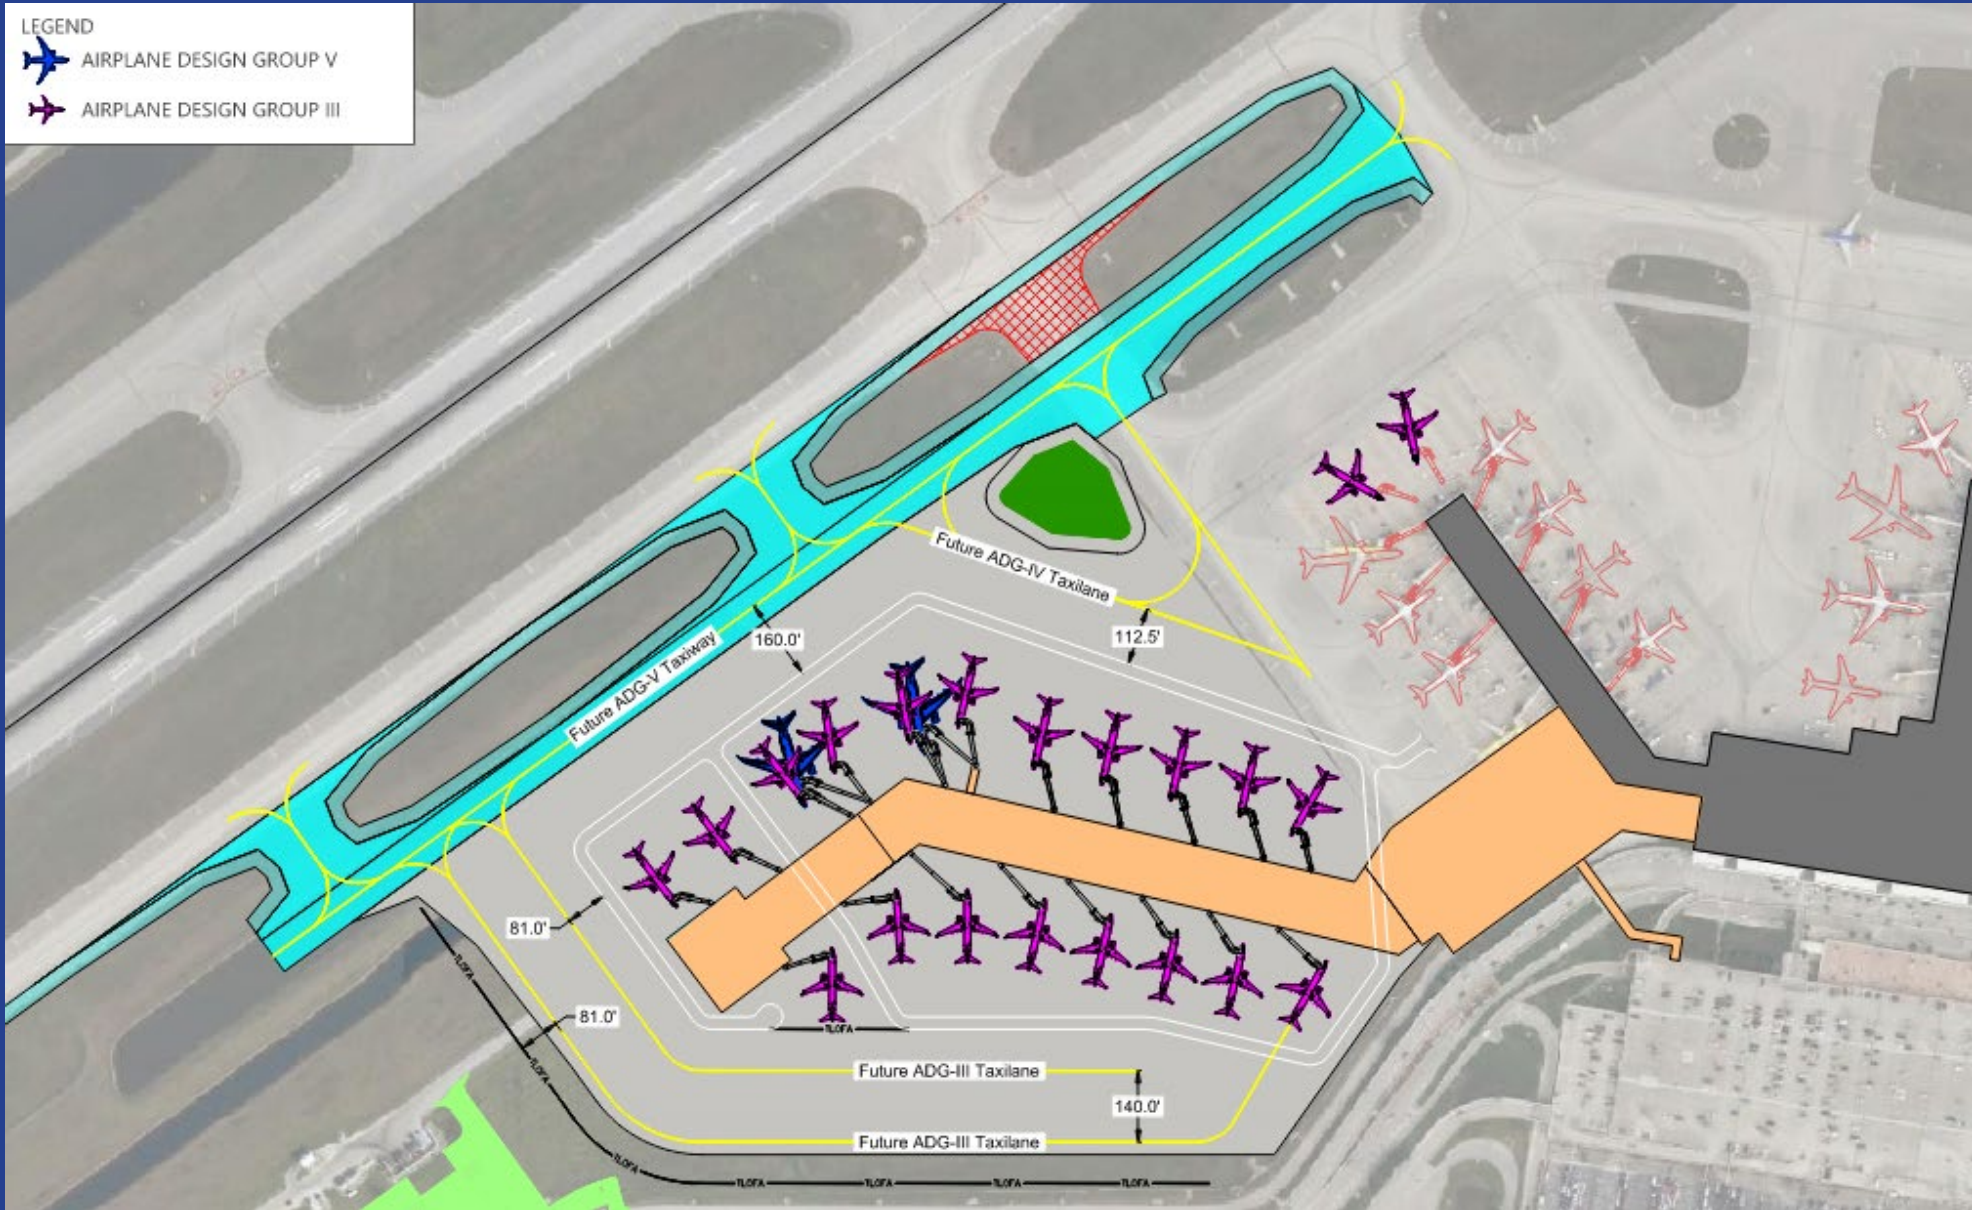 LEGEND
AIRPLANE DESIGN GROUP V
AIRPLANE DESIGN GROUP III
Future ADG-IV Taxilane
112.5'
160.0'
Future ADG-V Taxiway
81.0'
TLOFA
81.0'
TLOFA
TLOFA
Future ADG-III Taxilane
140.0'
Future ADG-III Taxilane
TLOFA
TLOFA
TLOFA
TLOFA
TLOFA